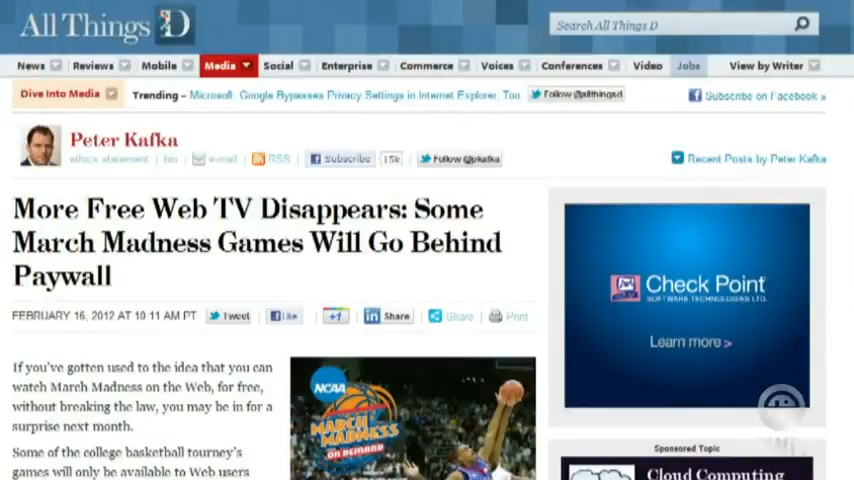 All Things D
Search All Things D
News Reviews Mobile Media Social Enterprise Commerce Voices Conferences Video Jobs View by Writer
Dive Into Media Trending – Microsoft: Google Bypasses Privacy Settings in Internet Explorer, Too Follow @allthingsd Subscribe on Facebook »
Peter Kafka
ethics statement | bio e-mail RSS Subscribe 15k Follow @pkafka Recent Posts by Peter Kafka
More Free Web TV Disappears: Some
March Madness Games Will Go Behind
Paywall
FEBRUARY 16, 2012 AT 10:11 AM PT Tweet Like +1 in Share Share Print
If you've gotten used to the idea that you can
watch March Madness on the Web, for free,
without breaking the law, you may be in for a
surprise next month.
Some of the college basketball tourney's
games will only be available to Web users
NCAA
MARCH
MADNESS
ON DEMAND
Check Point
SOFTWARE TECHNOLOGIES LTD.
Learn more >
Sponsored Topic
Cloud Computing